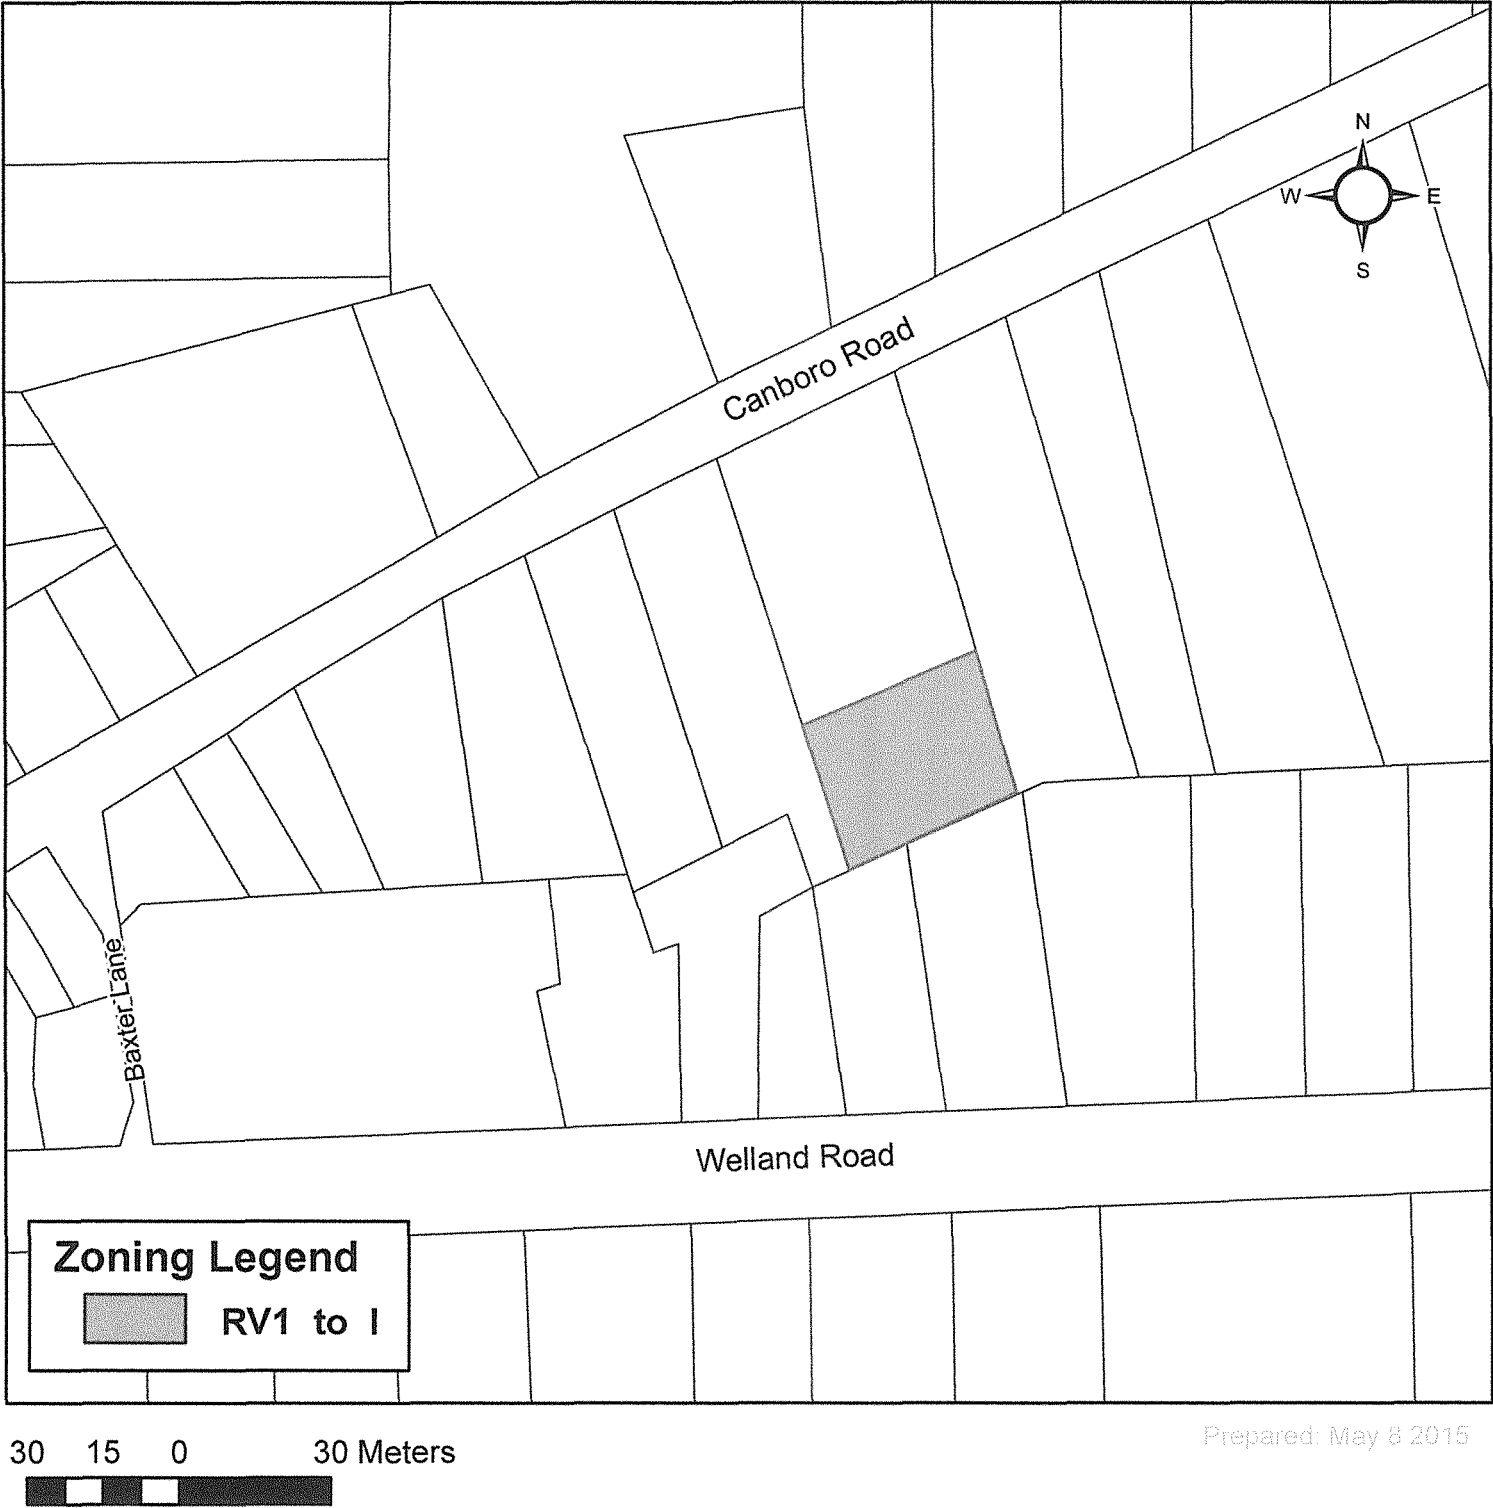 N
W E
S
Canboro Road
Baxter Lane
Welland Road
Zoning Legend
RV1 to I
30 15 0 30 Meters
Prepared: May 8 2015